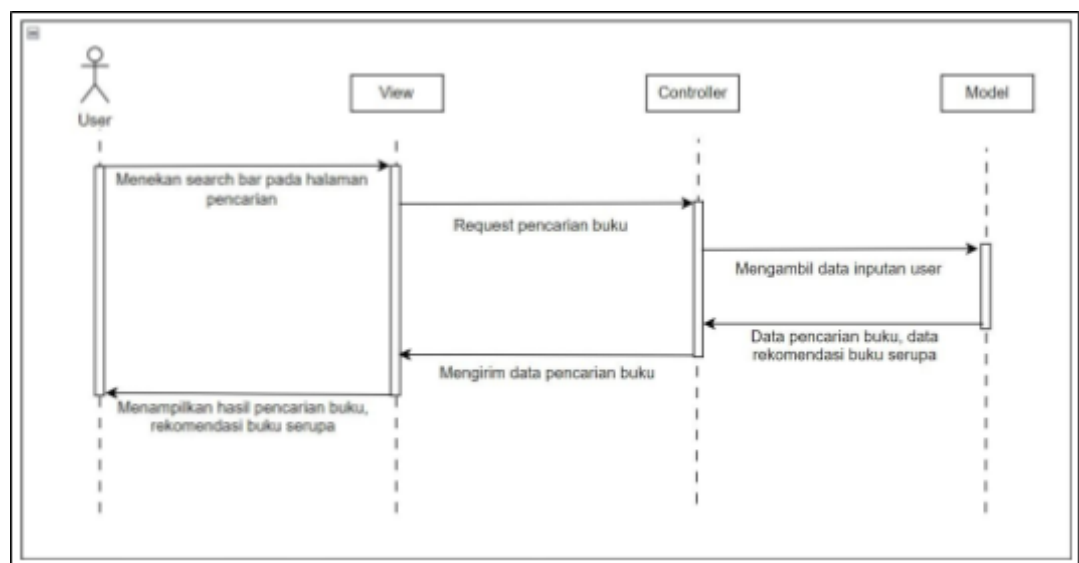 User
View
Controller
Model
Menekan search bar pada halaman
pencarian
Request pencarian buku
Mengambil data inputan user
Data pencarian buku, data
rekomendasi buku serupa
Mengirim data pencarian buku
Menampilkan hasil pencarian buku,
rekomendasi buku serupa